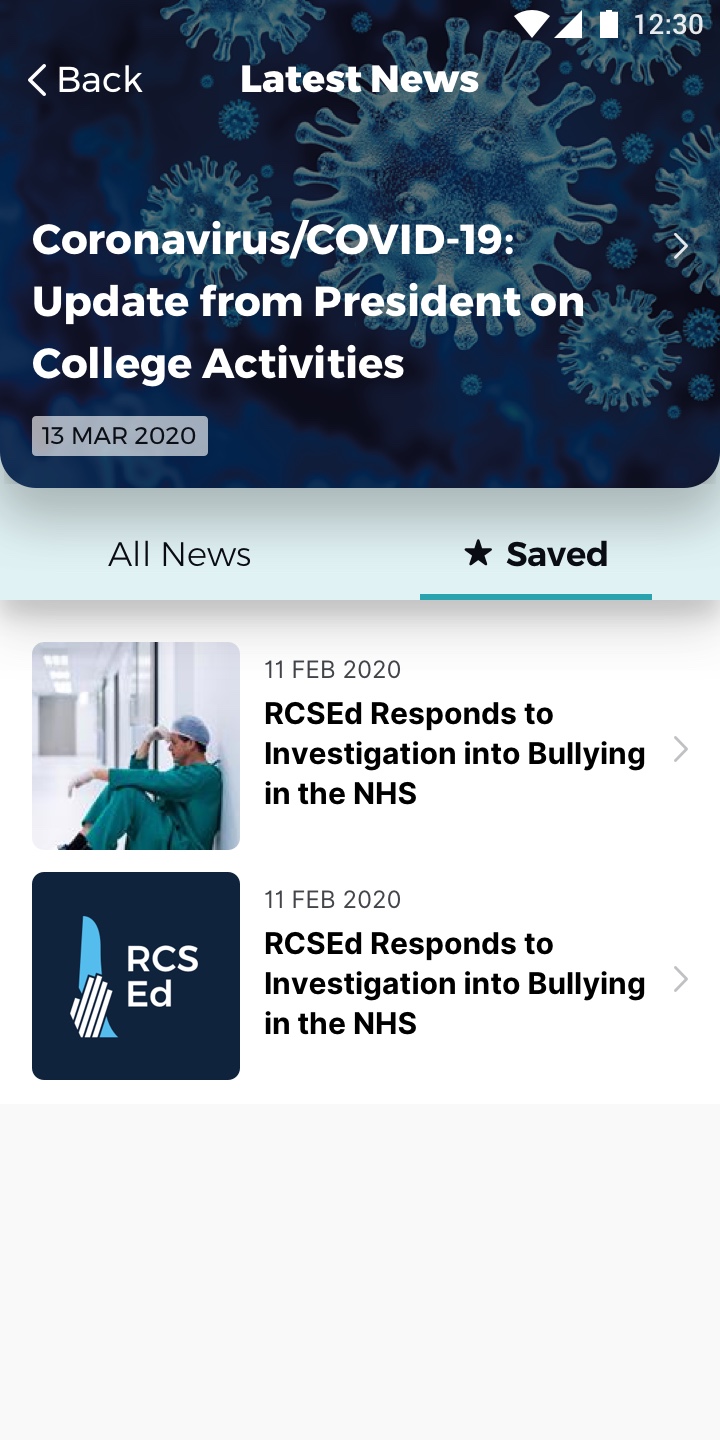 12:30
Back
Latest News
Coronavirus/COVID-19:
Update from President on
College Activities
13 MAR 2020
All News
Saved
11 FEB 2020
RCSEd Responds to
Investigation into Bullying
in the NHS
RCS
Ed
11 FEB 2020
RCSEd Responds to
Investigation into Bullying
in the NHS